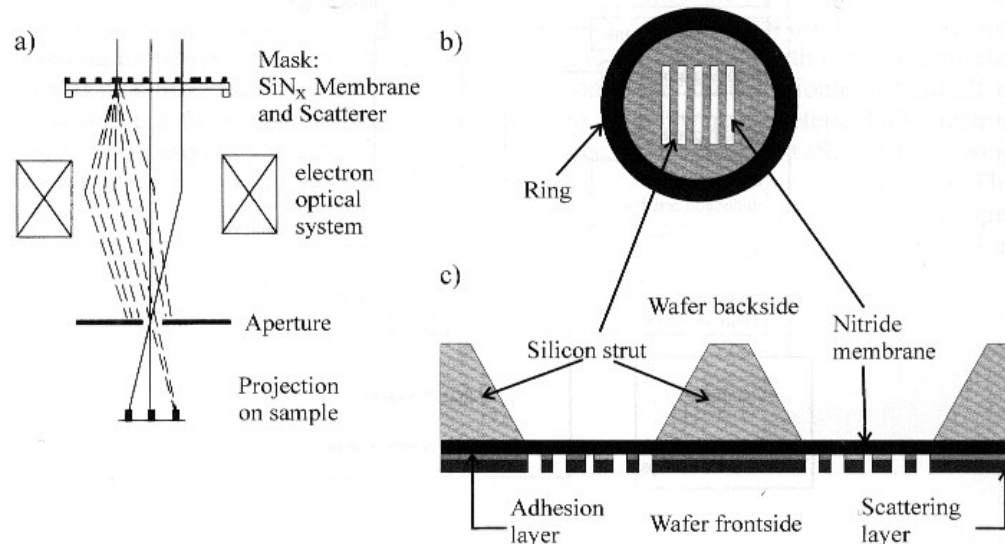 a)
Mask:
SiNx Membrane
and Scatterer
electron
optical
system
Aperture
Projection
on sample
b)
Ring
c)
Wafer backside
Silicon strut
Nitride
membrane
Adhesion
layer
Wafer frontside
Scattering
layer